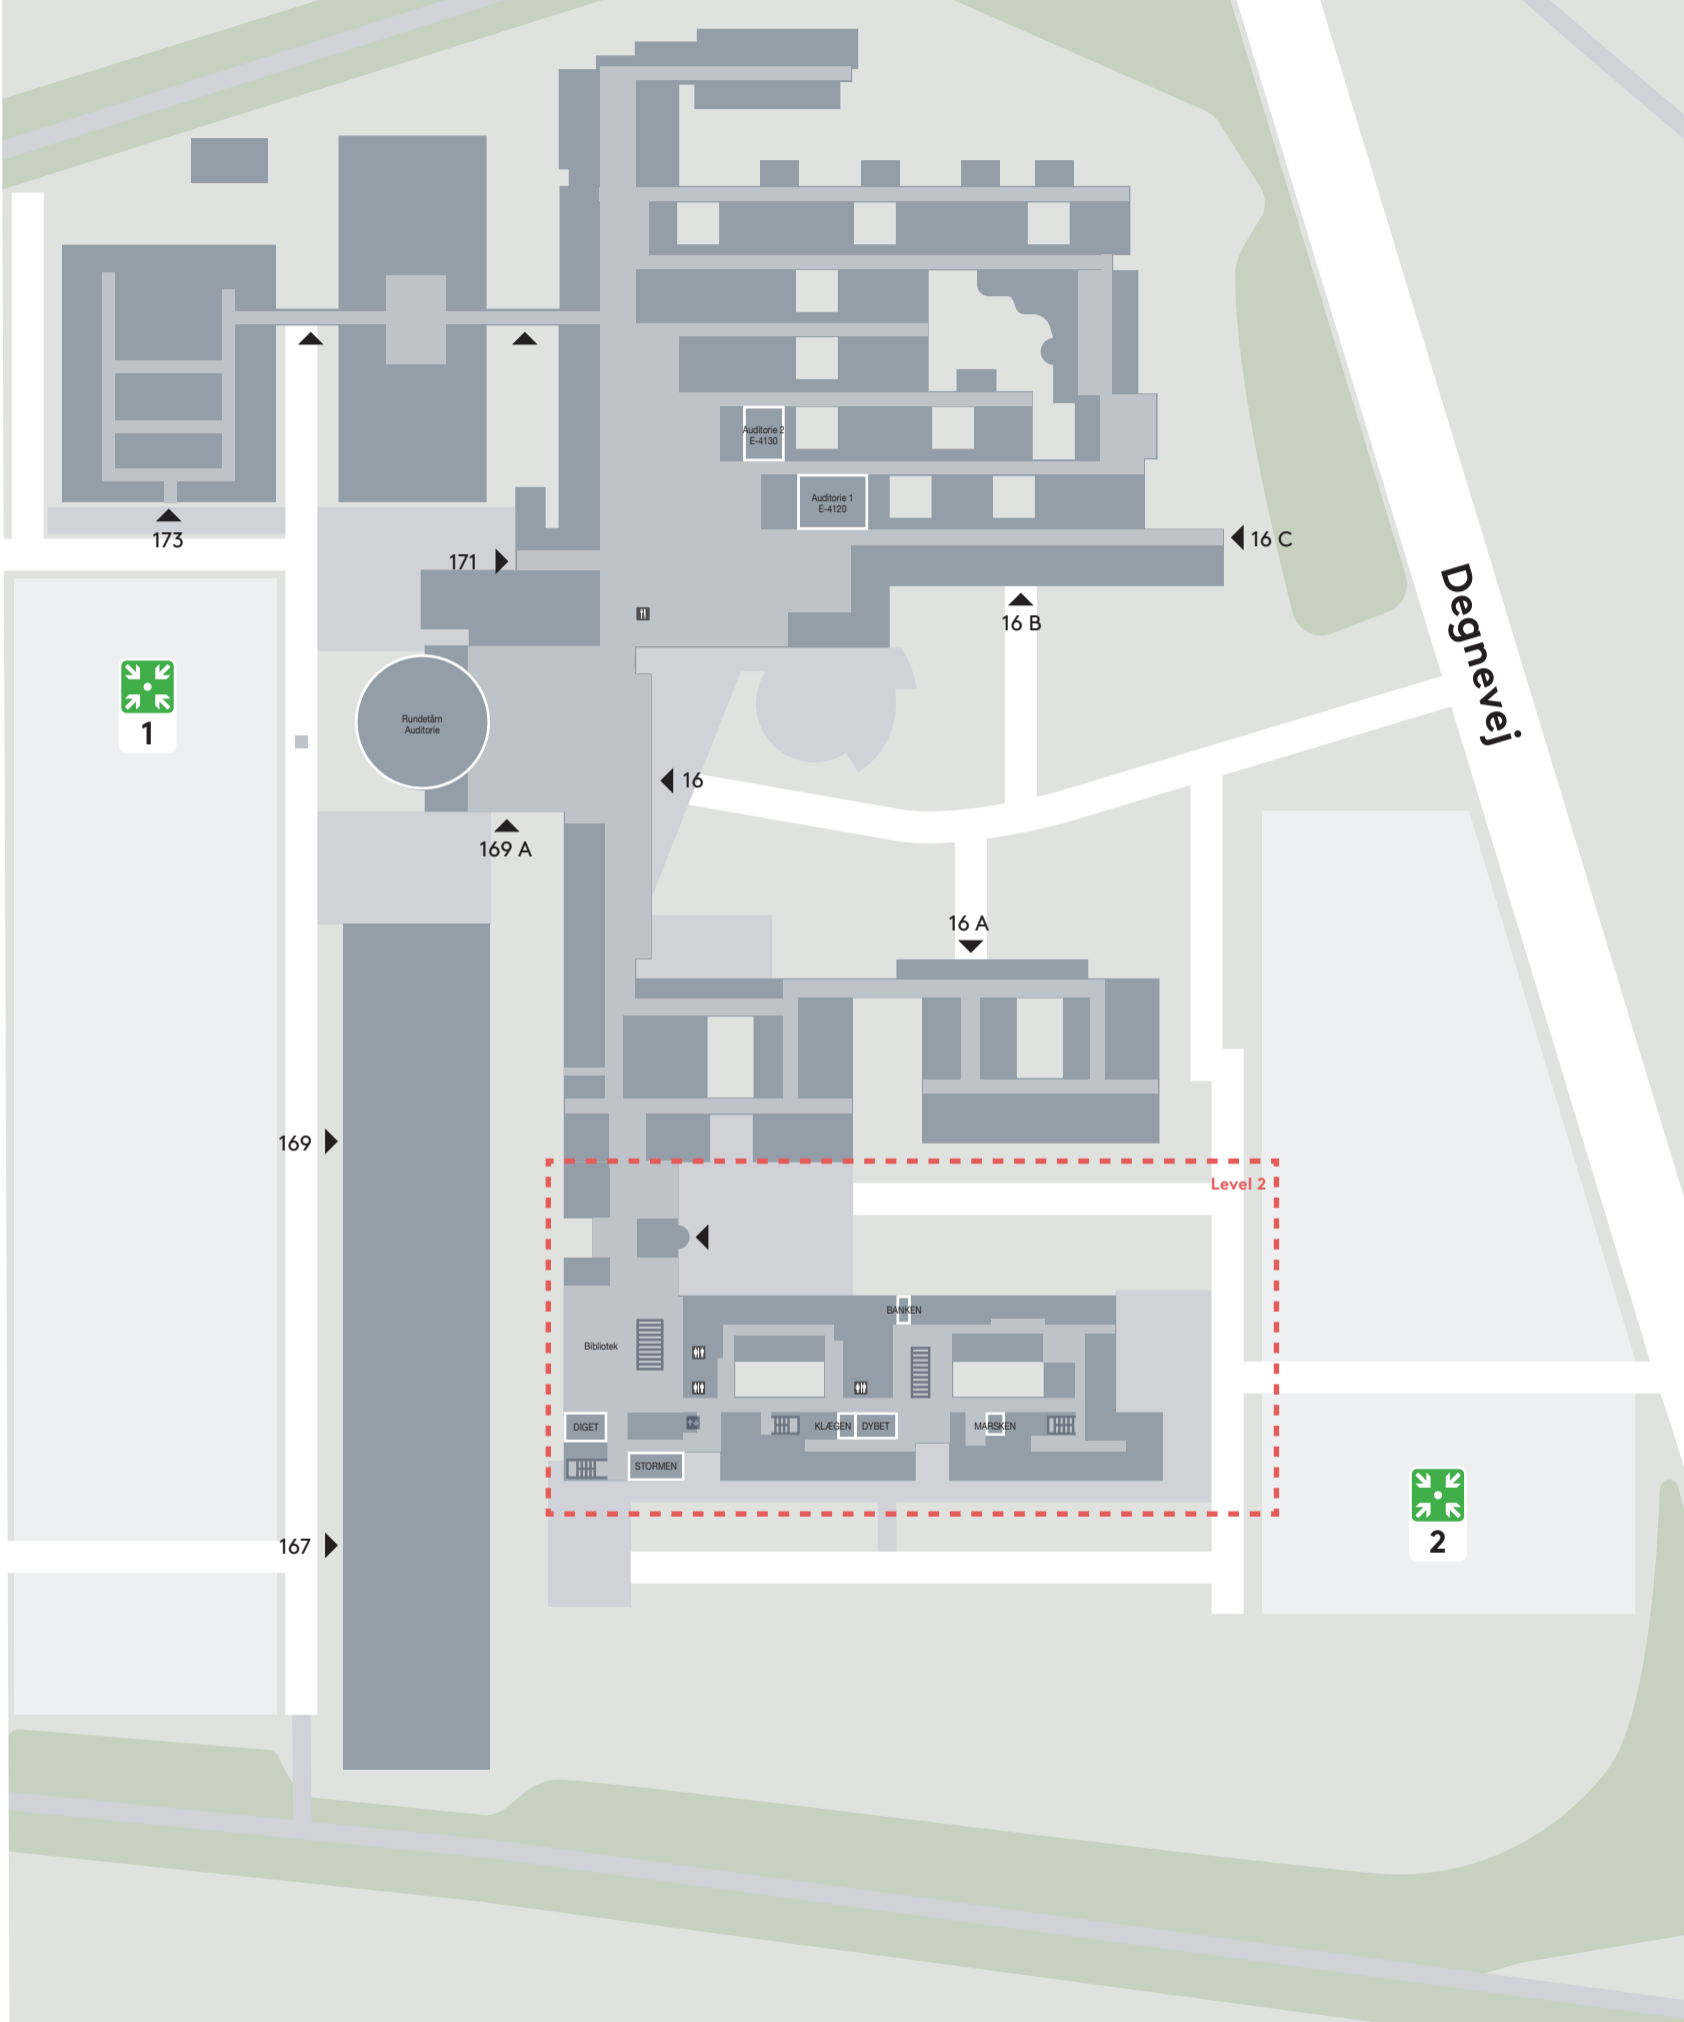 Auditorie 2
E-4130
Auditorie 1
E-4120
173
171
16 C
16 B
Degnevej
1
Rundetårn
Auditorie
16
169 A
16 A
169
Level 2
BANKEN
Bibliotek
DIGET
KLÆGEN
DYBET
MARSKEN
STORMEN
2
167